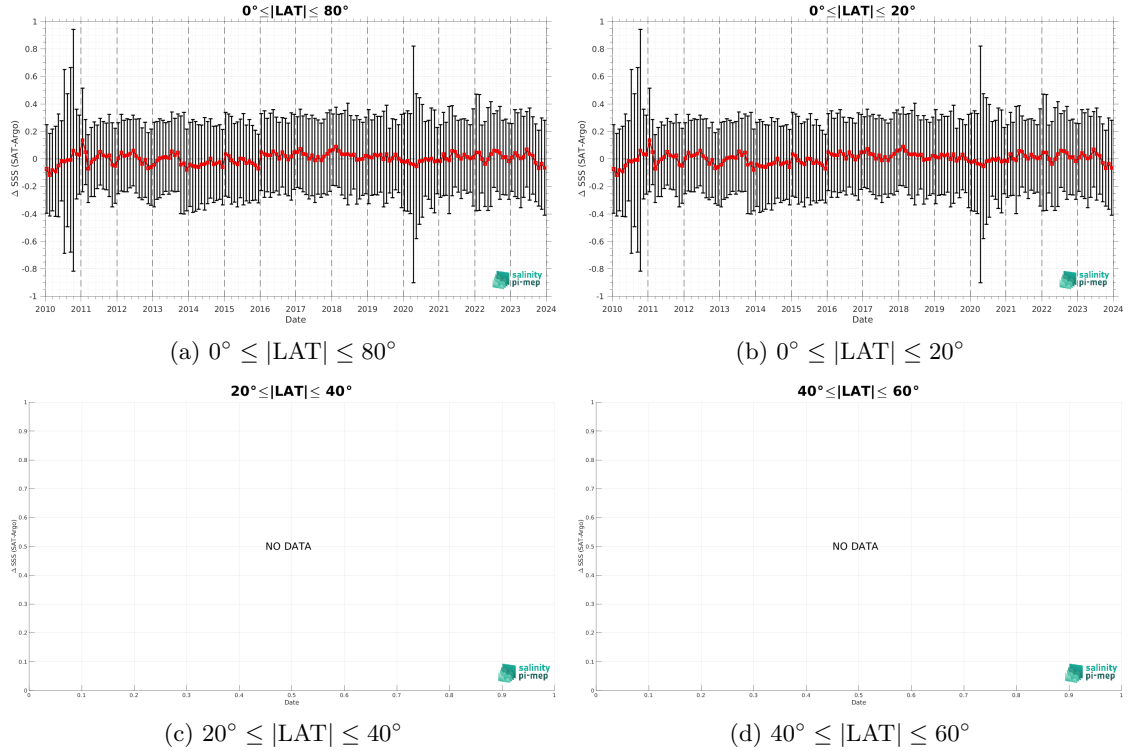 0°≤|LAT|≤ 80°
Δ SSS (SAT-Argo)
1
0.8
0.6
0.4
0.2
0
-0.2
-0.4
-0.6
-0.8
-1
2010 2011 2012 2013 2014 2015 2016 2017 2018 2019 2020 2021 2022 2023 2024
Date
salinity
pi-mep
(a) 0° ≤ |LAT| ≤ 80°
0°≤|LAT|≤ 20°
Δ SSS (SAT-Argo)
1
0.8
0.6
0.4
0.2
0
-0.2
-0.4
-0.6
-0.8
-1
2010 2011 2012 2013 2014 2015 2016 2017 2018 2019 2020 2021 2022 2023 2024
Date
salinity
pi-mep
(b) 0° ≤ |LAT| ≤ 20°
20°≤|LAT|≤ 40°
Δ SSS (SAT-Argo)
1
0.9
0.8
0.7
0.6
0.5
0.4
0.3
0.2
0.1
0
NO DATA
0 0.1 0.2 0.3 0.4 0.5 0.6 0.7 0.8 0.9 1
Date
salinity
pi-mep
(c) 20° ≤ |LAT| ≤ 40°
40°≤|LAT|≤ 60°
Δ SSS (SAT-Argo)
1
0.9
0.8
0.7
0.6
0.5
0.4
0.3
0.2
0.1
0
NO DATA
0 0.1 0.2 0.3 0.4 0.5 0.6 0.7 0.8 0.9 1
Date
salinity
pi-mep
(d) 40° ≤ |LAT| ≤ 60°